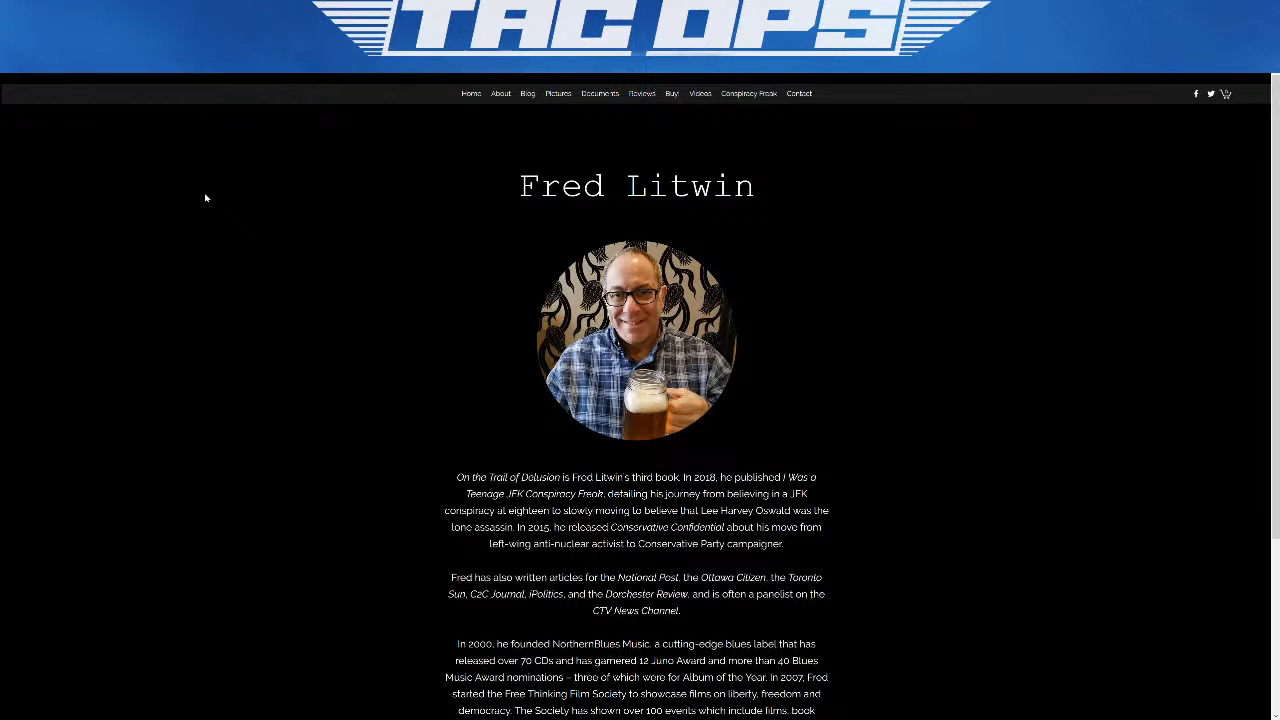 TAC OPS
Home About Blog Pictures Documents Reviews Buy! Videos Conspiracy Freak Contact
0
Fred Litwin
On the Trail of Delusion is Fred Litwin's third book. In 2018, he published I Was a
Teenage JFK Conspiracy Freak, detailing his journey from believing in a JFK
conspiracy at eighteen to slowly moving to believe that Lee Harvey Oswald was the
lone assassin. In 2015, he released Conservative Confidential about his move from
left-wing anti-nuclear activist to Conservative Party campaigner.
Fred has also written articles for the National Post, the Ottawa Citizen, the Toronto
Sun, C2C Journal, iPolitics, and the Dorchester Review, and is often a panelist on the
CTV News Channel.
In 2000, he founded NorthernBlues Music, a cutting-edge blues label that has
released over 70 CDs and has garnered 12 Juno Award and more than 40 Blues
Music Award nominations – three of which were for Album of the Year. In 2007, Fred
started the Free Thinking Film Society to showcase films on liberty, freedom and
democracy. The Society has shown over 100 events which include films, book